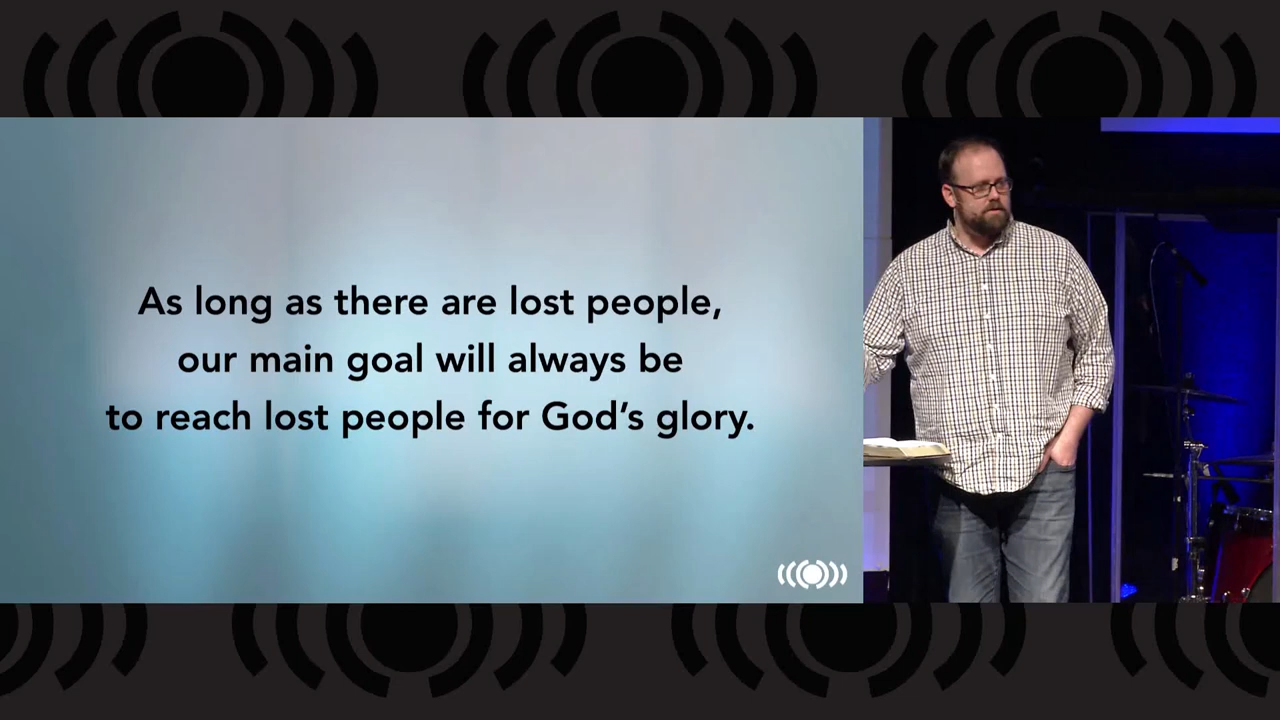 As long as there are lost people,
our main goal will always be
to reach lost people for God’s glory.